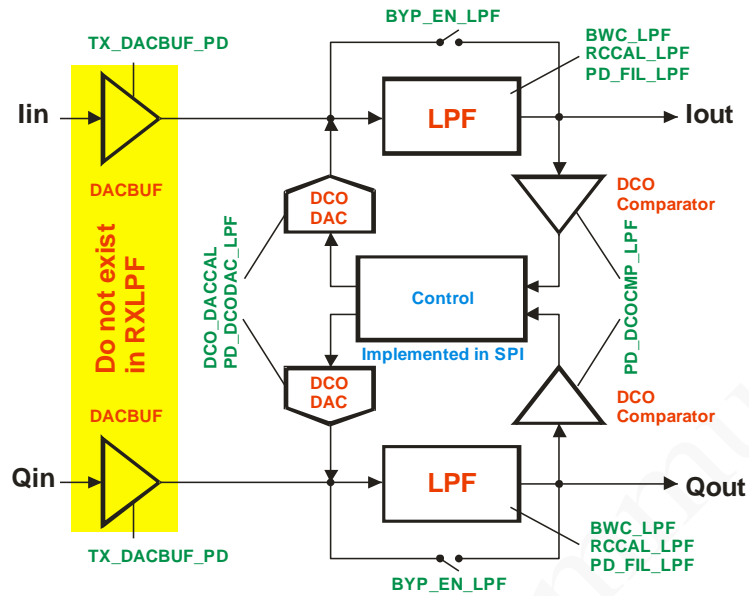 BYP_EN_LPF
TX_DACBUF_PD
BWC_LPF
RCCAL_LPF
PD_FIL_LPF
Iin
LPF
Iout
DACBUF
DCO
DAC
DCO
Comparator
Do not exist
in RXLPF
DCO_DACCAL
PD_DCODAC_LPF
Control
Implemented in SPI
PD_DCOCMP_LPF
DCO
DAC
DCO
Comparator
DACBUF
Qin
LPF
Qout
BWC_LPF
RCCAL_LPF
PD_FIL_LPF
TX_DACBUF_PD
BYP_EN_LPF